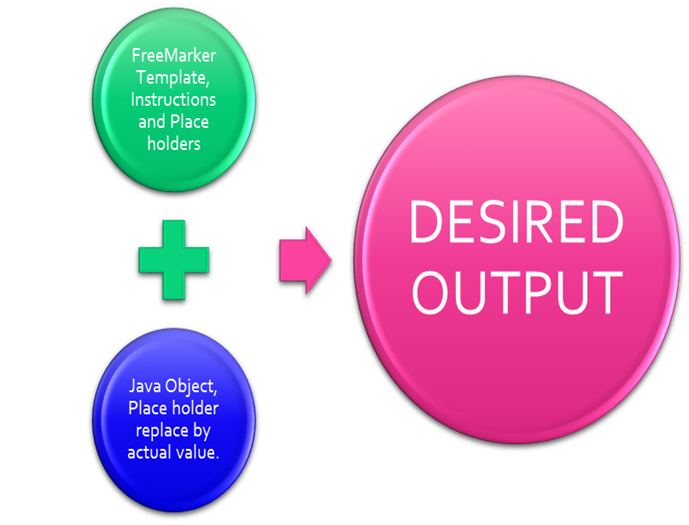 FreeMarker
Template,
Instructions
and Place
holders
Java Object,
Place holder
replace by
actual value.
DESIRED
OUTPUT